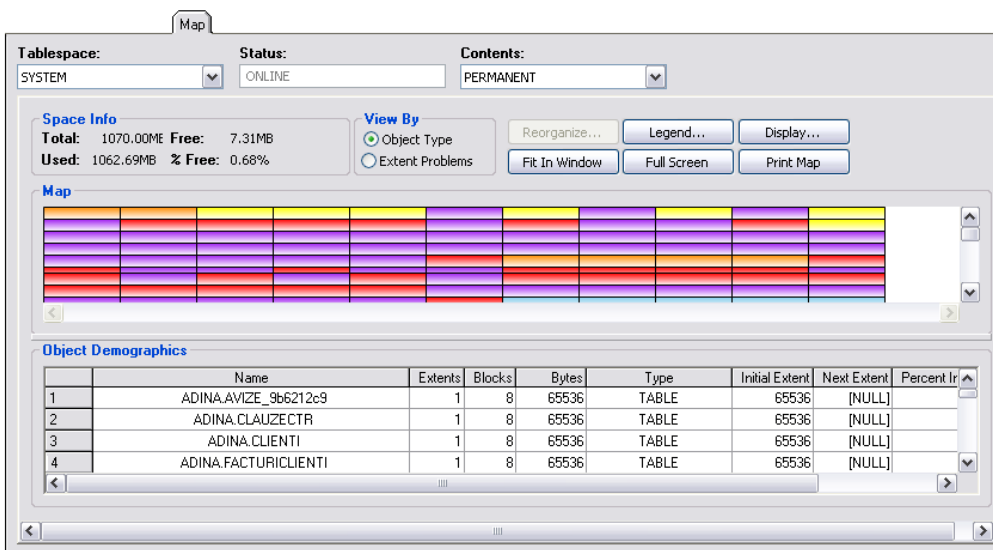 Map
Tablespace: Status: Contents:
SYSTEM ONLINE PERMANENT
Space Info
Total: 1070.00ME Free: 7.31MB
Used: 1062.69MB % Free: 0.68%
View By
Object Type
Extent Problems
Reorganize... Legend... Display...
Fit In Window Full Screen Print Map
Map
Object Demographics
Name Extents Blocks Bytes Type Initial Extent Next Extent Percent Ir
1 ADINA.AVIZE_9b6212c9 1 8 65536 TABLE 65536 [NULL]
2 ADINA.CLAUZECTR 1 8 65536 TABLE 65536 [NULL]
3 ADINA.CLIENTI 1 8 65536 TABLE 65536 [NULL]
4 ADINA.FACTURICLIENTI 1 8 65536 TABLE 65536 [NULL]